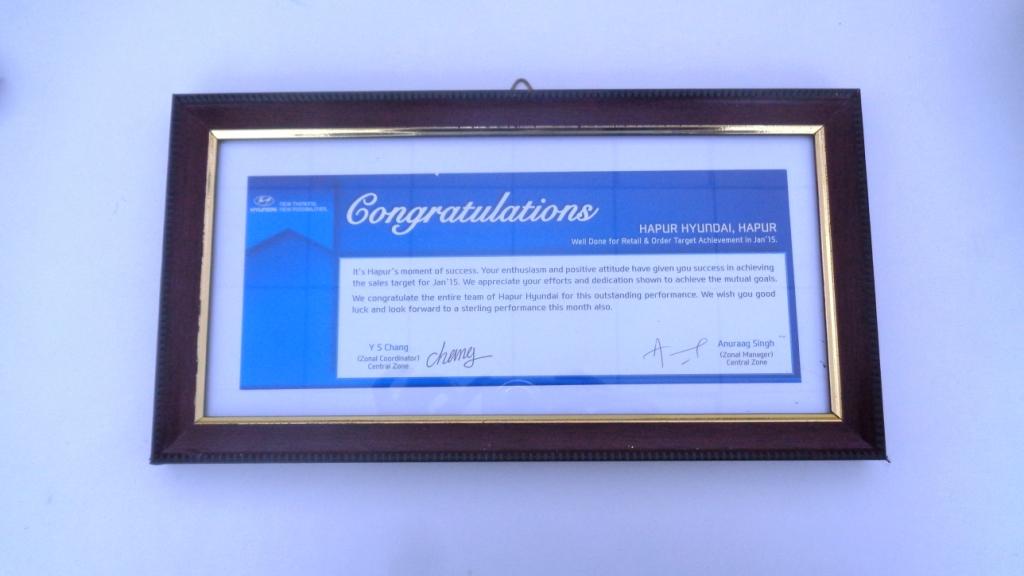 HYUNDAI
NEW THINKING.
NEW POSSIBILITIES.
Congratulations
HAPUR HYUNDAI, HAPUR
Well Done for Retail & Order Target Achievement in Jan'15.
It's Hapur's moment of success. Your enthusiasm and positive attitude have given you success in achieving
the sales target for Jan'15. We appreciate your efforts and dedication shown to achieve the mutual goals.
We congratulate the entire team of Hapur Hyundai for this outstanding performance. We wish you good
luck and look forward to a sterling performance this month also.
Y S Chang
(Zonal Coordinator)
Central Zone
chang
Anuraag Singh
(Zonal Manager)
Central Zone